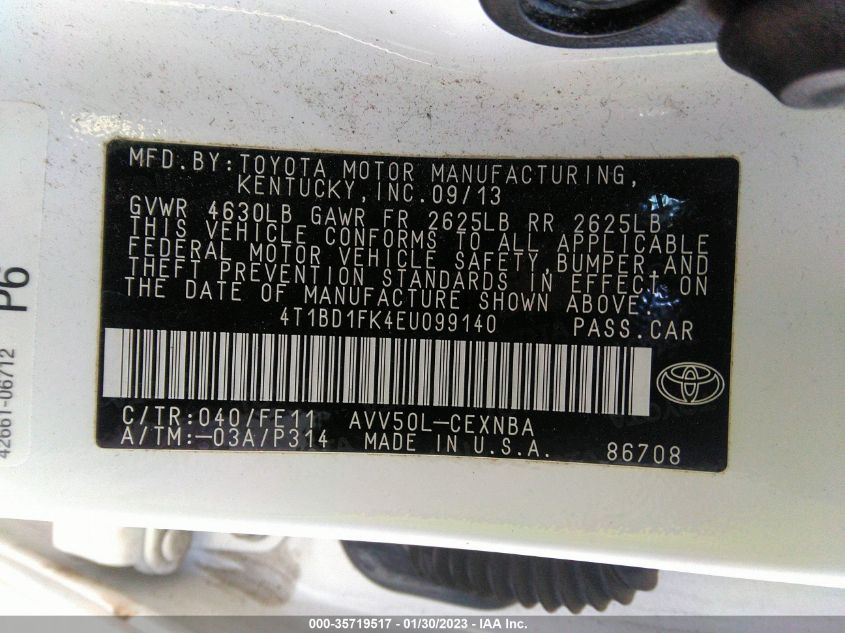 MFD.BY:TOYOTA MOTOR MANUFACTURING,
KENTUCKY,INC.09/13
GVWR 4630LB GAWR FR 2625LB RR 2625LB
THIS VEHICLE CONFORMS TO ALL APPLICABLE
FEDERAL MOTOR VEHICLE SAFETY,BUMPER,AND
THEFT PREVENTION STANDARDS IN EFFECT ON
THE DATE OF MANUFACTURE SHOWN ABOVE.
4T1BD1FK4EU099140 PASS.CAR
C/TR:040/FE11 AVV50L-CEXNBA
A/TM:-03A/P314 MADE IN U.S.A. 86708
42661-06712 P6
000-35719517 - 01/30/2023 - IAA Inc.